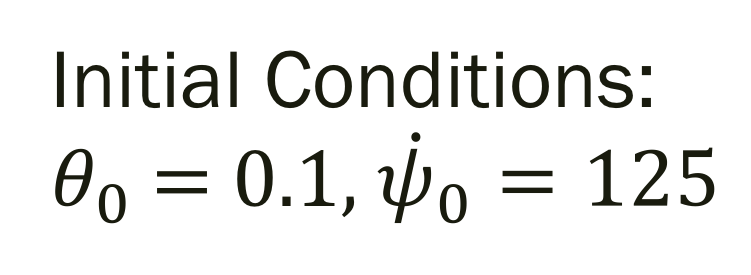 Initial Conditions:
θ₀ = 0.1, ψ̇₀ = 125